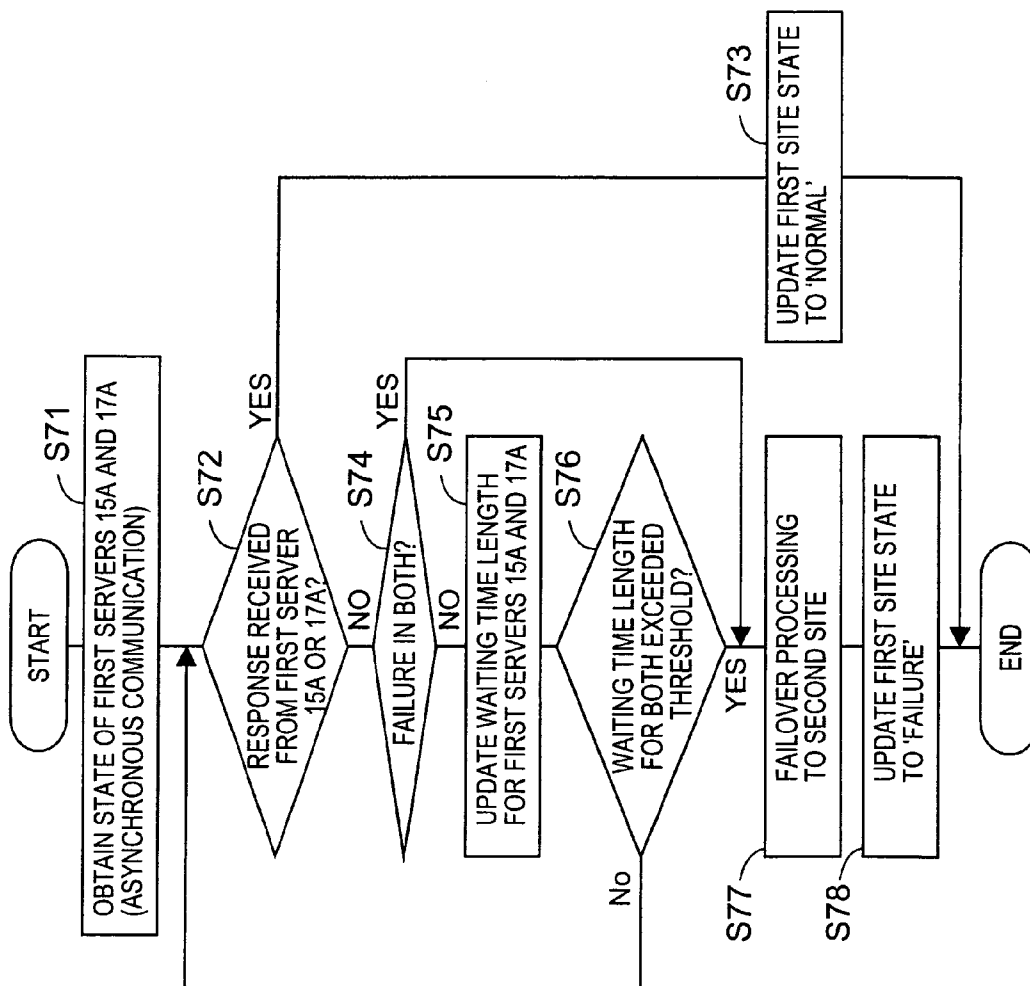 START
S71
OBTAIN STATE OF FIRST SERVERS 15A AND 17A
(ASYNCHRONOUS COMMUNICATION)
S72
RESPONSE RECEIVED
FROM FIRST SERVER
15A OR 17A?
YES
NO
S73
UPDATE FIRST SITE STATE
TO 'NORMAL'
S74
FAILURE IN BOTH?
YES
NO
S75
UPDATE WAITING TIME LENGTH
FOR FIRST SERVERS 15A AND 17A
S76
WAITING TIME LENGTH
FOR BOTH EXCEEDED
THRESHOLD?
No
YES
S77
FAILOVER PROCESSING
TO SECOND SITE
S78
UPDATE FIRST SITE STATE
TO 'FAILURE'
END